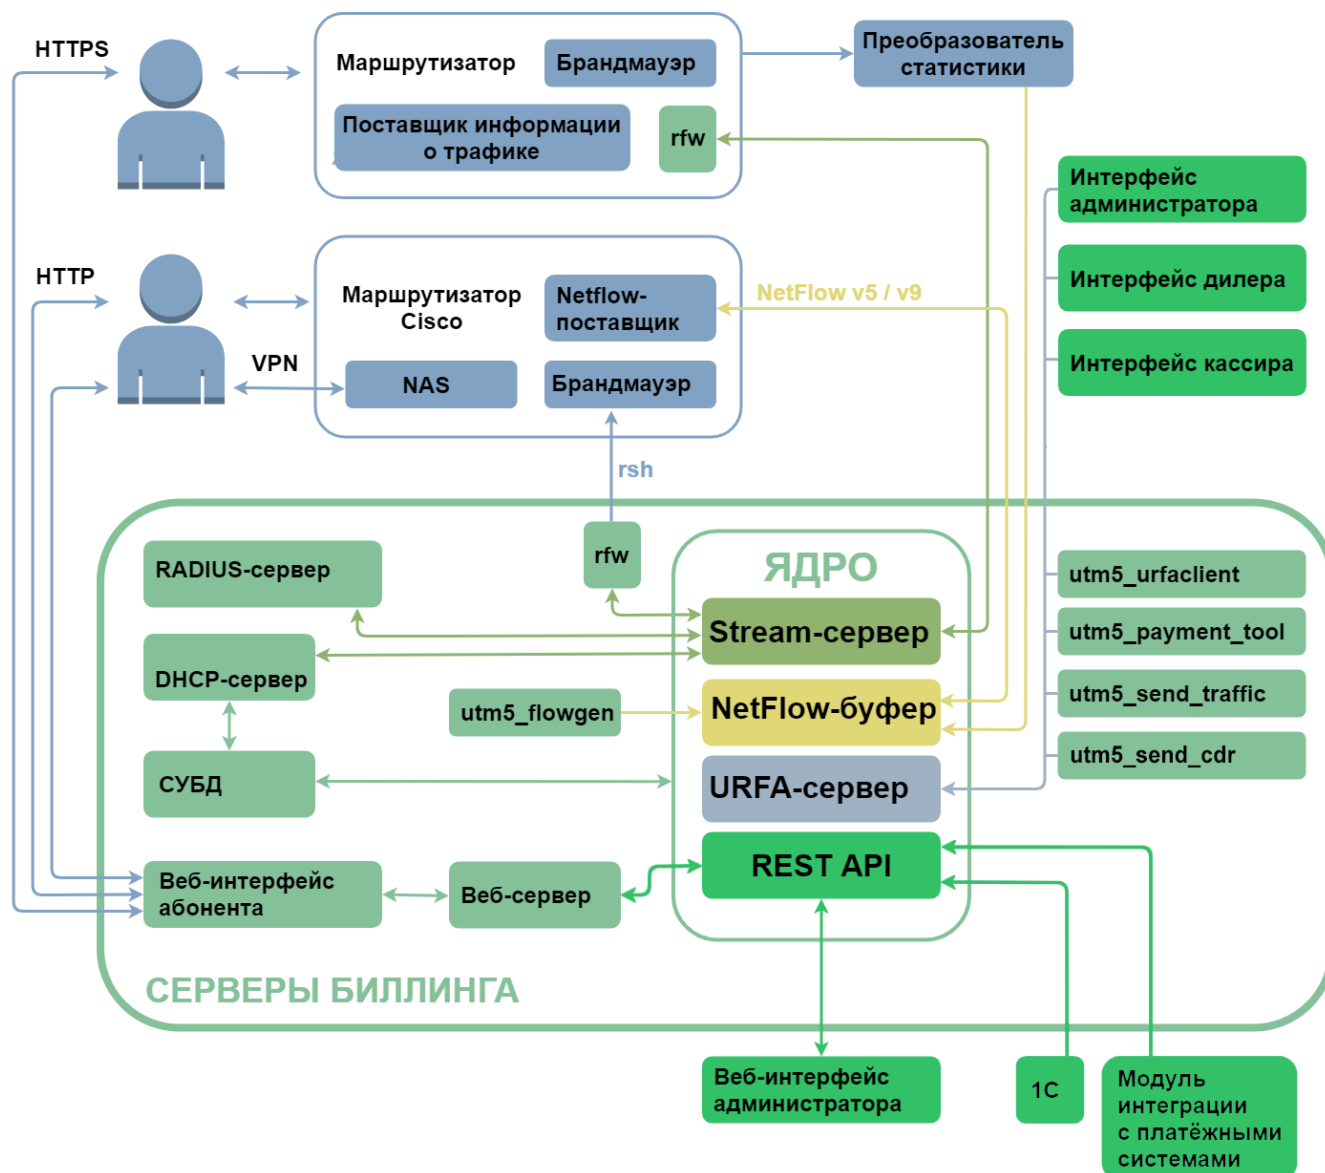 HTTPS
Маршрутизатор
Брандмауэр
Преобразователь
статистики
Поставщик информации
о трафике
rfw
Интерфейс
администратора
HTTP
Маршрутизатор
Cisco
Netflow-
поставщик
NetFlow v5 / v9
Интерфейс дилера
VPN
NAS
Брандмауэр
Интерфейс кассира
rsh
RADIUS-сервер
rfw
ЯДРО
utm5_urfaclient
Stream-сервер
utm5_payment_tool
DHCP-сервер
utm5_flowgen
NetFlow-буфер
utm5_send_traffic
СУБД
URFA-сервер
utm5_send_cdr
Веб-интерфейс
абонента
Веб-сервер
REST API
СЕРВЕРЫ БИЛЛИНГА
Веб-интерфейс
администратора
1С
Модуль
интеграции
с платёжными
системами